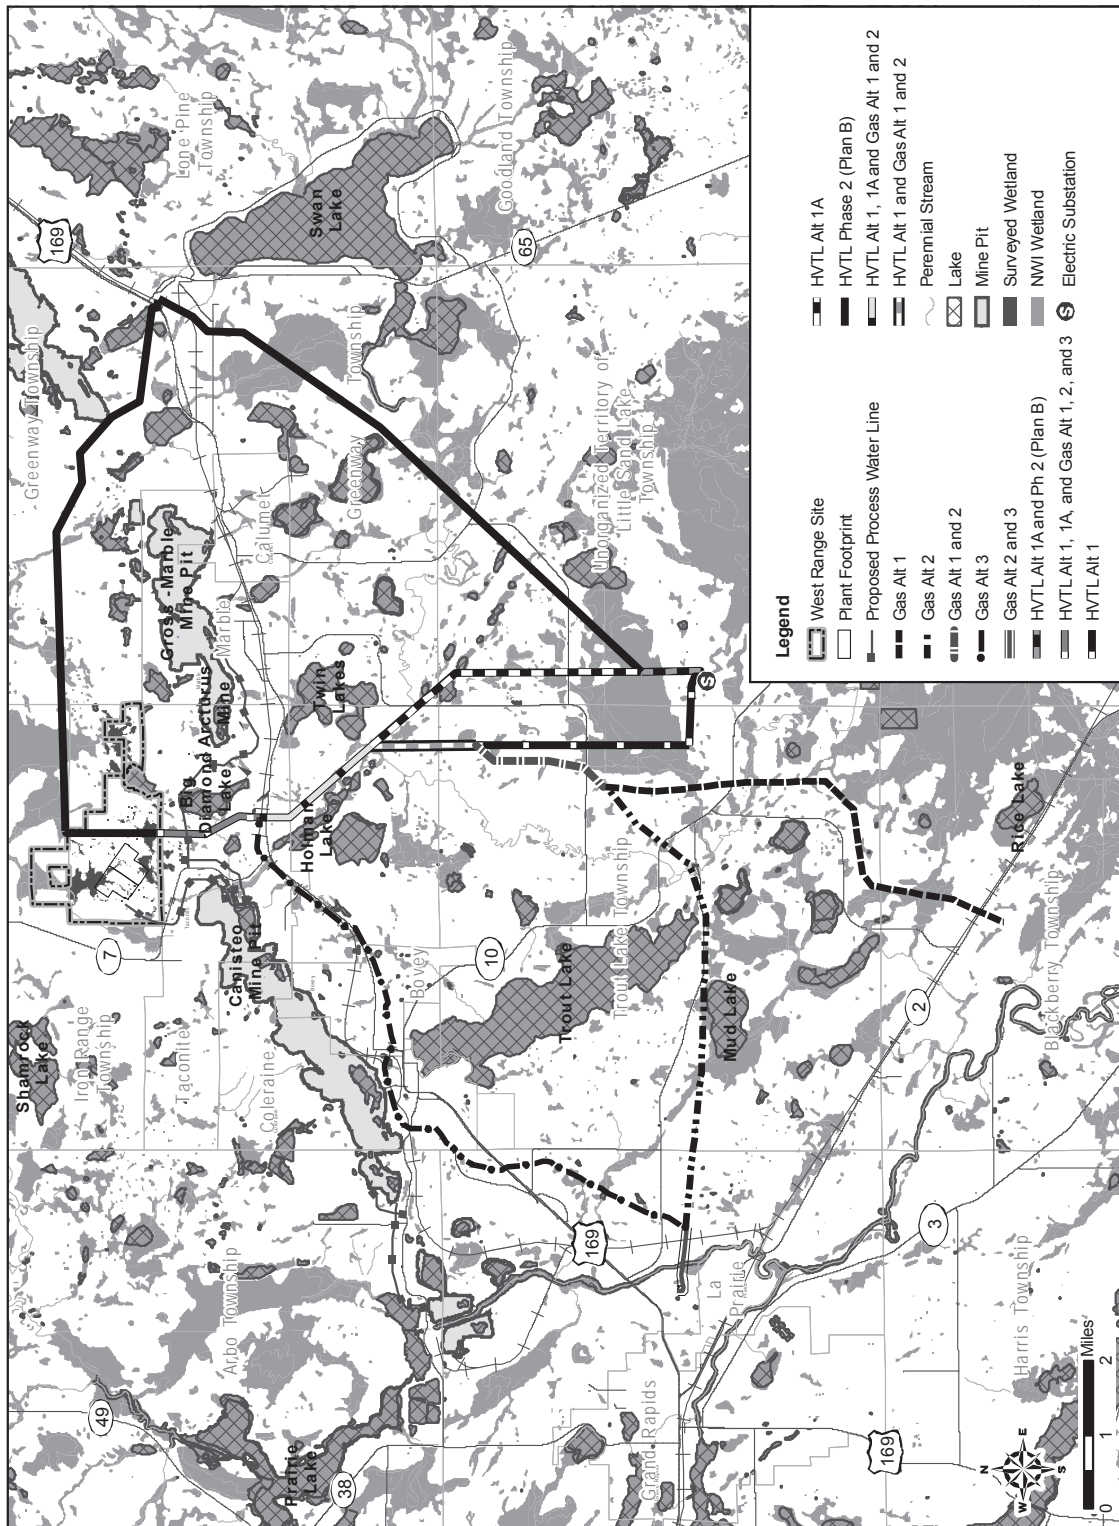 Legend
West Range Site
Plant Footprint
Proposed Process Water Line
Gas Alt 1
Gas Alt 2
Gas Alt 1 and 2
Gas Alt 3
Gas Alt 2 and 3
HVTL Alt 1A and Ph 2 (Plan B)
HVTL Alt 1, 1A, and Gas Alt 1, 2, and 3
HVTL Alt 1
HVTL Alt 1A
HVTL Phase 2 (Plan B)
HVTL Alt 1, 1A and Gas Alt 1 and 2
HVTL Alt 1 and Gas Alt 1 and 2
Perennial Stream
Lake
Mine Pit
Surveyed Wetland
NWI Wetland
S
Electric Substation
Shamrock
Lake
Iron Range
Township
Taconite
7
Canisteo
Mine Pit
Coleraine
Bovey
10
Big
Diamond
Lake
Arcturus
Mine
Gross -Marble
Mine Pit
Marble
Calumet
Greenway Township
169
Lone Pine
Township
Swan
Lake
Goodland Township
65
Greenway
Township
Twin
Lakes
Holman
Lake
Unorganized Territory of
Little Sand Lake
Township
S
Trout Lake
Trout Lake Township
Mud Lake
Rice Lake
Blackberry Township
2
3
169
La
Prairie
Arbo Township
49
Prairie
Lake
38
Grand Rapids
169
Harris Township
N
W
E
S
0
1
2
Miles